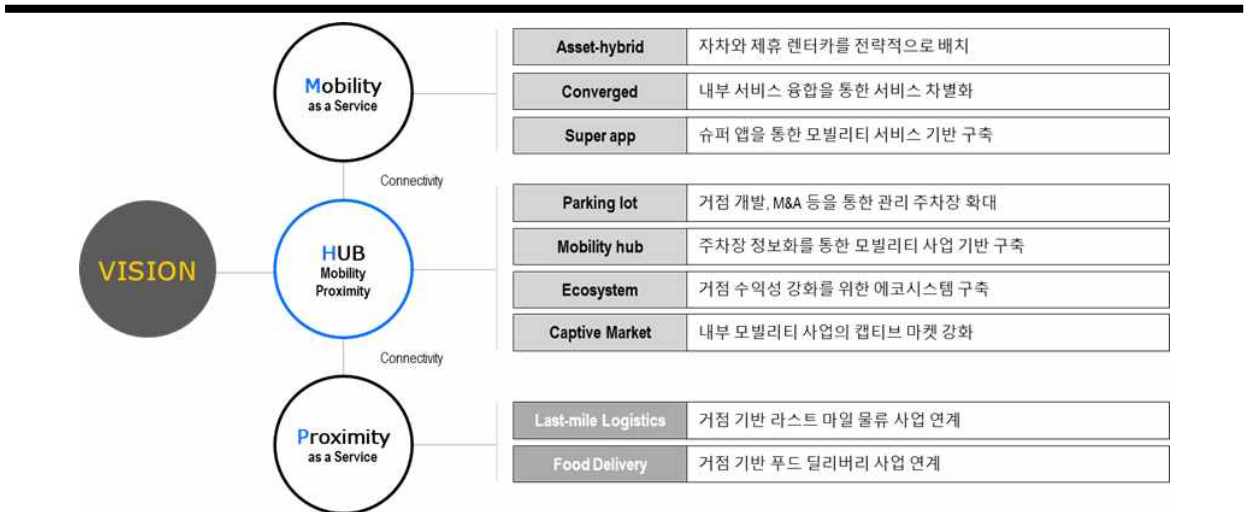 Mobility
as a Service
Asset-hybrid
자차와 제휴 렌터카를 전략적으로 배치
Converged
내부 서비스 융합을 통한 서비스 차별화
Super app
슈퍼 앱을 통한 모빌리티 서비스 기반 구축
Connectivity
VISION
HUB
Mobility
Proximity
Parking lot
거점 개발, M&A 등을 통한 관리 주차장 확대
Mobility hub
주차장 정보화를 통한 모빌리티 사업 기반 구축
Ecosystem
거점 수익성 강화를 위한 에코시스템 구축
Captive Market
내부 모빌리티 사업의 캡티브 마켓 강화
Connectivity
Proximity
as a Service
Last-mile Logistics
거점 기반 라스트 마일 물류 사업 연계
Food Delivery
거점 기반 푸드 딜리버리 사업 연계